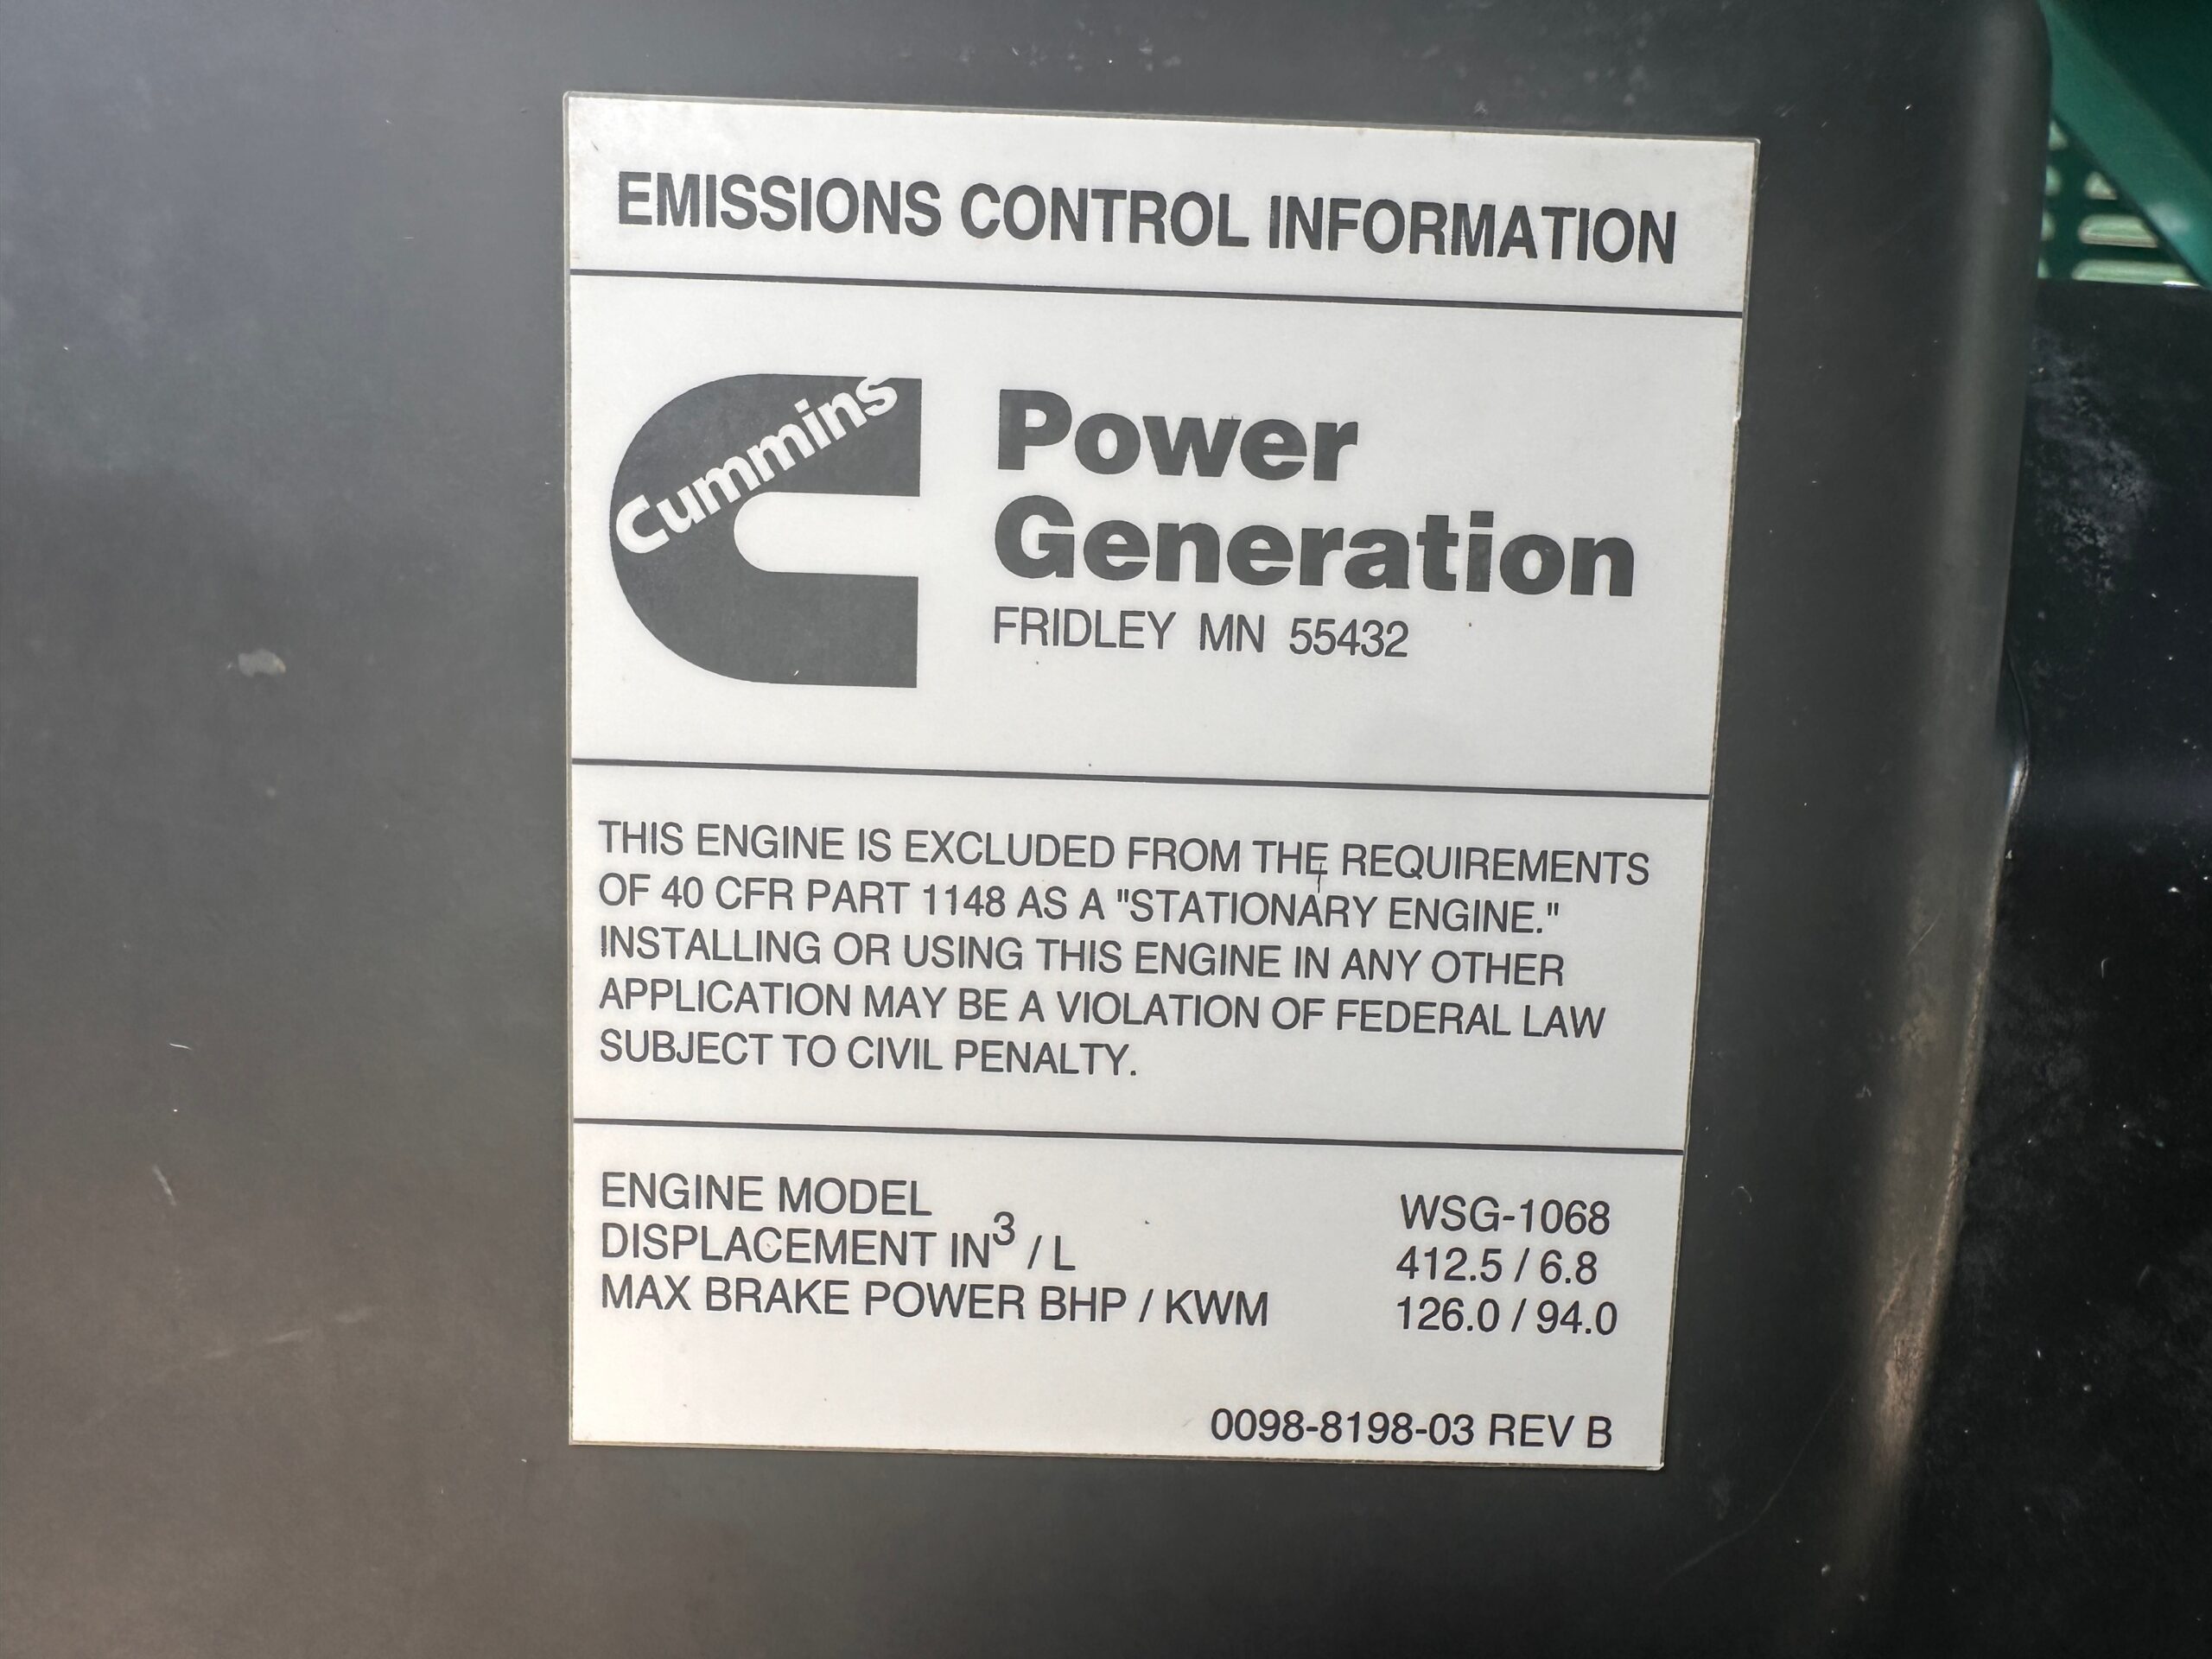 EMISSIONS CONTROL INFORMATION
Cummins
Power
Generation
FRIDLEY MN 55432
THIS ENGINE IS EXCLUDED FROM THE REQUIREMENTS
OF 40 CFR PART 1148 AS A "STATIONARY ENGINE."
INSTALLING OR USING THIS ENGINE IN ANY OTHER
APPLICATION MAY BE A VIOLATION OF FEDERAL LAW
SUBJECT TO CIVIL PENALTY.
ENGINE MODEL WSG-1068
DISPLACEMENT IN³ / L 412.5 / 6.8
MAX BRAKE POWER BHP / KWM 126.0 / 94.0
0098-8198-03 REV B